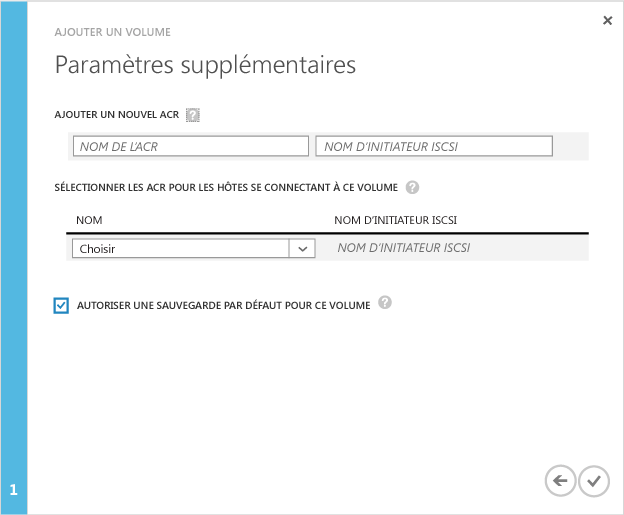 AJOUTER UN VOLUME
Paramètres supplémentaires
AJOUTER UN NOUVEL ACR ?
NOM DE L'ACR NOM D'INITIATEUR ISCSI
SÉLECTIONNER LES ACR POUR LES HÔTES SE CONNECTANT À CE VOLUME ?
NOM NOM D'INITIATEUR ISCSI
Choisir NOM D'INITIATEUR ISCSI
AUTORISER UNE SAUVEGARDE PAR DÉFAUT POUR CE VOLUME ?
1